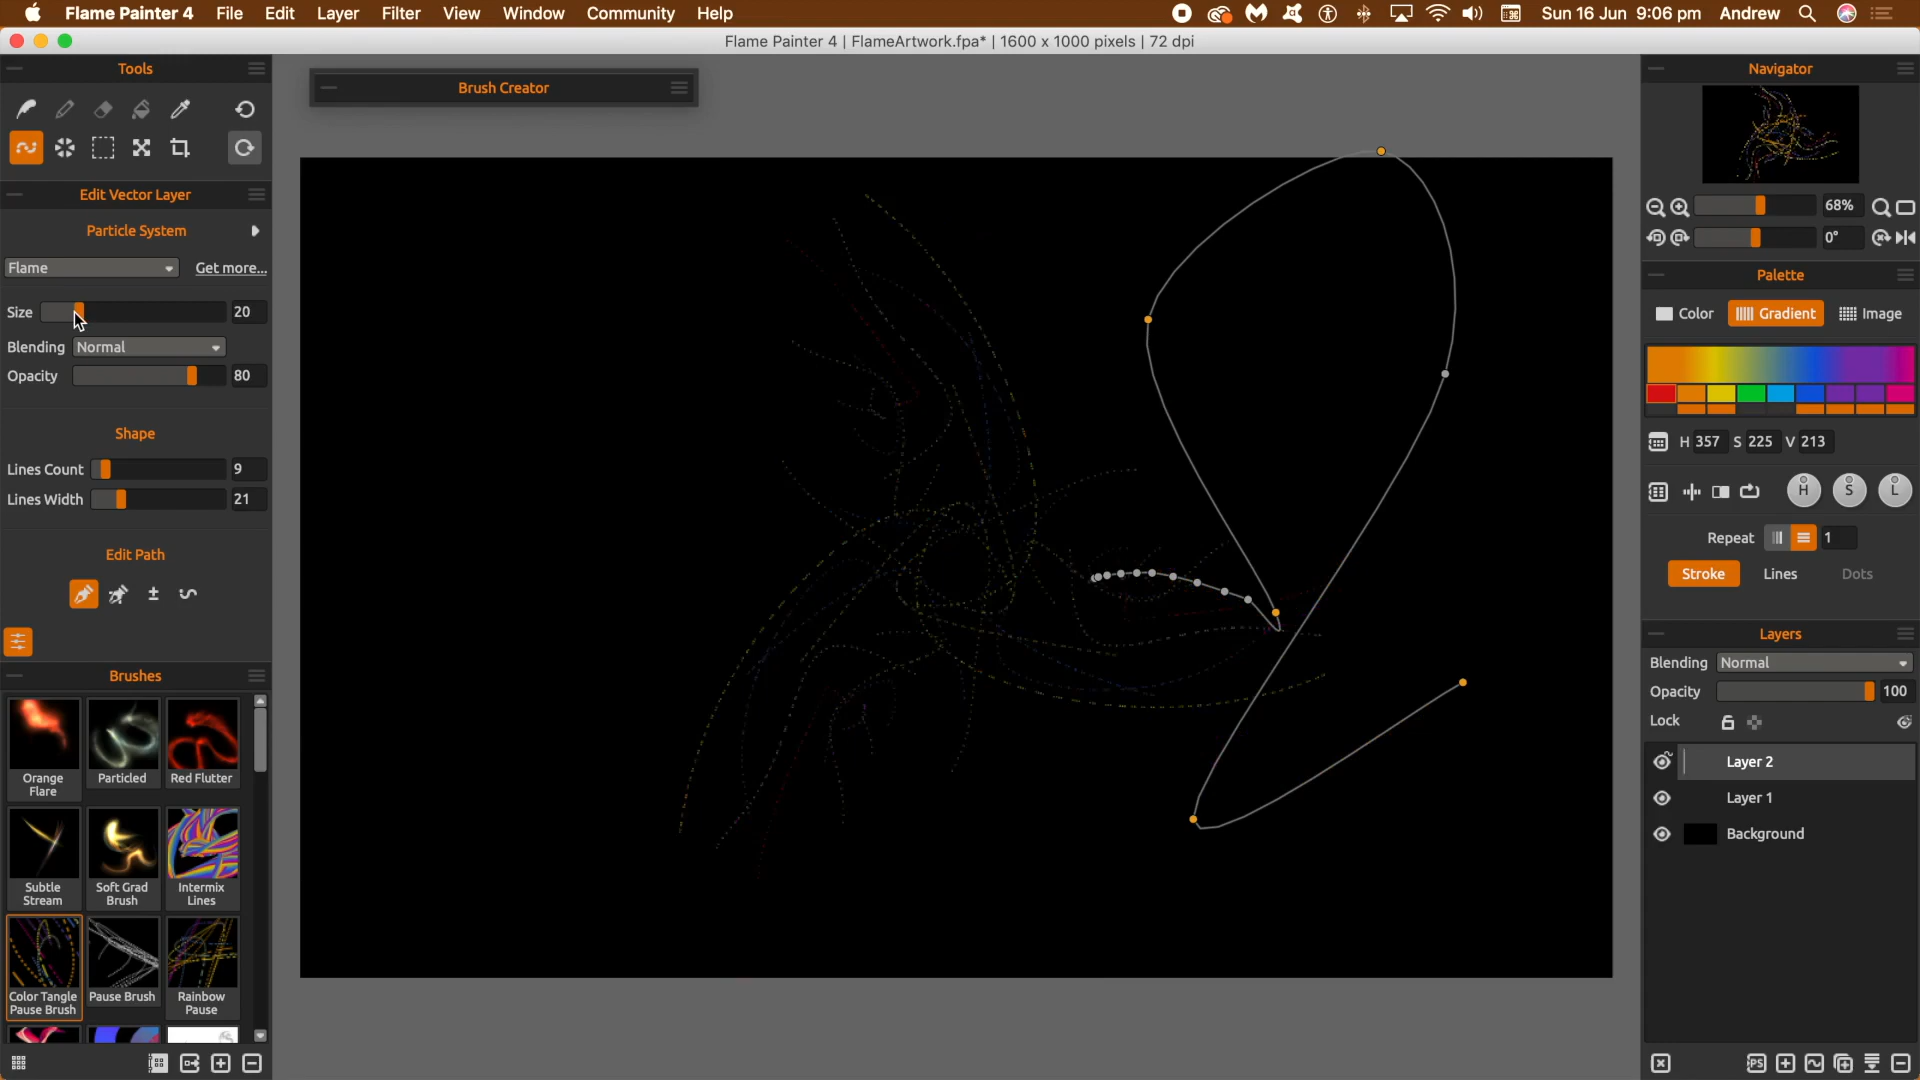 Flame Painter 4 File Edit Layer Filter View Window Community Help Sun 16 Jun 9:06 pm Andrew
Flame Painter 4 | FlameArtwork.fpa* | 1600 x 1000 pixels | 72 dpi
Tools
Edit Vector Layer
Particle System
Flame Get more...
Size 20
Blending Normal
Opacity 80
Shape
Lines Count 9
Lines Width 21
Edit Path
Brushes
Orange Flare
Particled
Red Flutter
Subtle Stream
Soft Grad Brush
Intermix Lines
Color Tangle Pause Brush
Pause Brush
Rainbow Pause
Brush Creator
Navigator
68%
0°
Palette
Color Gradient Image
H 357 S 225 V 213
H S L
Repeat 1
Stroke Lines Dots
Layers
Blending Normal
Opacity 100
Lock
Layer 2
Layer 1
Background
PS